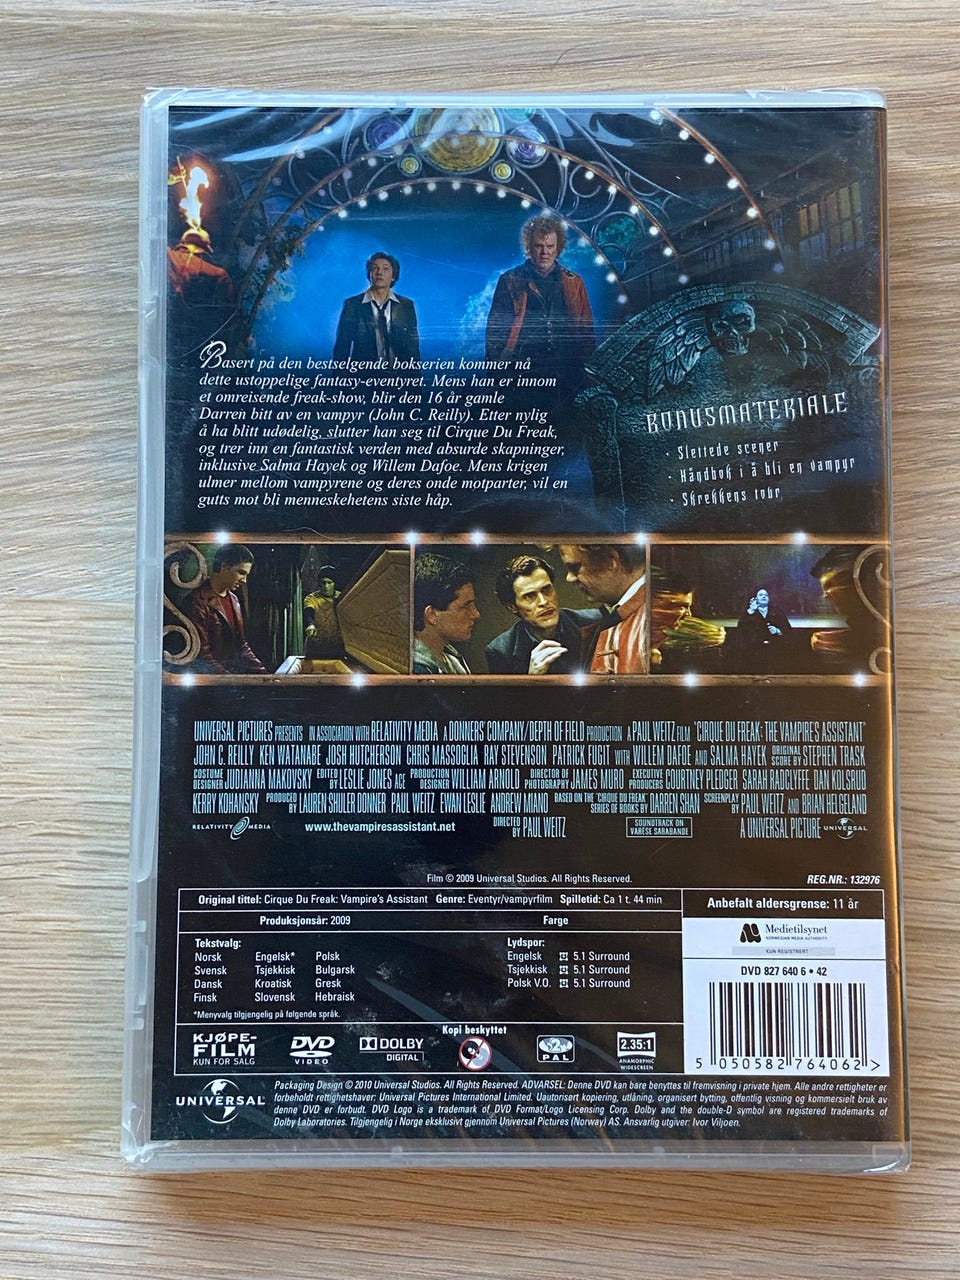 Basert på den bestselgende bokserien kommer nå
dette ustoppelige fantasy-eventyret. Mens han er innom
et omreisende freak-show, blir den 16 år gamle
Darren bitt av en vampyr (John C. Reilly). Etter nylig
å ha blitt udødelig, slutter han seg til Cirque Du Freak,
og trer inn en fantastisk verden med absurde skapninger,
inklusive Salma Hayek og Willem Dafoe. Mens krigen
ulmer mellom vampyrene og deres onde motparter, vil en
gutts mot bli menneskehetens siste håp.
BONUSMATERIALE
· Slettede scener
· Håndbok i å bli en vampyr
· Skrekkens tour
UNIVERSAL PICTURES PRESENTS IN ASSOCIATION WITH RELATIVITY MEDIA A DONNERS' COMPANY/DEPTH OF FIELD PRODUCTION A PAUL WEITZ FILM "CIRQUE DU FREAK: THE VAMPIRE'S ASSISTANT"
JOHN C. REILLY KEN WATANABE JOSH HUTCHERSON CHRIS MASSOGLIA RAY STEVENSON PATRICK FUGIT WITH WILLEM DAFOE AND SALMA HAYEK ORIGINAL SCORE BY STEPHEN TRASK
COSTUME DESIGNER JUDIANNA MAKOVSKY EDITED BY LESLIE JONES ACE PRODUCTION DESIGNER WILLIAM ARNOLD DIRECTOR OF PHOTOGRAPHY JAMES MURO EXECUTIVE PRODUCERS COURTNEY PLEDGER SARAH RADCLYFFE DAN KOLSRUD
KERRY KOHANSKY PRODUCED BY LAUREN SHULER DONNER PAUL WEITZ EWAN LESLIE ANDREW MIANO BASED ON THE 'CIRQUE DU FREAK' SERIES OF BOOKS BY DARREN SHAN SCREENPLAY BY PAUL WEITZ AND BRIAN HELGELAND
RELATIVITY MEDIA www.thevampiresassistant.net DIRECTED BY PAUL WEITZ SOUNDTRACK ON VARÈSE SARABANDE A UNIVERSAL PICTURE UNIVERSAL
Film © 2009 Universal Studios. All Rights Reserved.
REG.NR.: 132976
Original tittel: Cirque Du Freak: Vampire's Assistant Genre: Eventyr/vampyrfilm Spilletid: Ca 1 t. 44 min
Produksjonsår: 2009 Farge
Tekstvalg:
Norsk Engelsk* Polsk
Svensk Tsjekkisk Bulgarsk
Dansk Kroatisk Gresk
Finsk Slovensk Hebraisk
*Menyvalg tilgjengelig på følgende språk.
Lydspor:
Engelsk 5.1 Surround
Tsjekkisk 5.1 Surround
Polsk V.O. 5.1 Surround
Anbefalt aldersgrense: 11 år
Medietilsynet
NORWEGIAN MEDIA AUTHORITY
KUN REGISTRERT
DVD 827 640 6 • 42
5 050582 764062 >
KJØPE-
FILM
KUN FOR SALG
DVD
VIDEO
DOLBY
DIGITAL
Kopi beskyttet
2
PAL
2.35:1
ANAMORPHIC
WIDESCREEN
UNIVERSAL
Packaging Design © 2010 Universal Studios. All Rights Reserved. ADVARSEL: Denne DVD kan bare benyttes til fremvisning i private hjem. Alle andre rettigheter er
forbeholdt rettighetshaver; Universal Pictures International Limited. Uautorisert kopiering, utlåning, organisert bytting, offentlig visning og kommersielt bruk av
denne DVD er forbudt. DVD Logo is a trademark of DVD Format/Logo Licensing Corp. Dolby and the double-D symbol are registered trademarks of
Dolby Laboratories. Tilgjengelig i Norge eksklusivt gjennom Universal Pictures (Norway) AS. Ansvarlig utgiver: Ivor Viljoen.